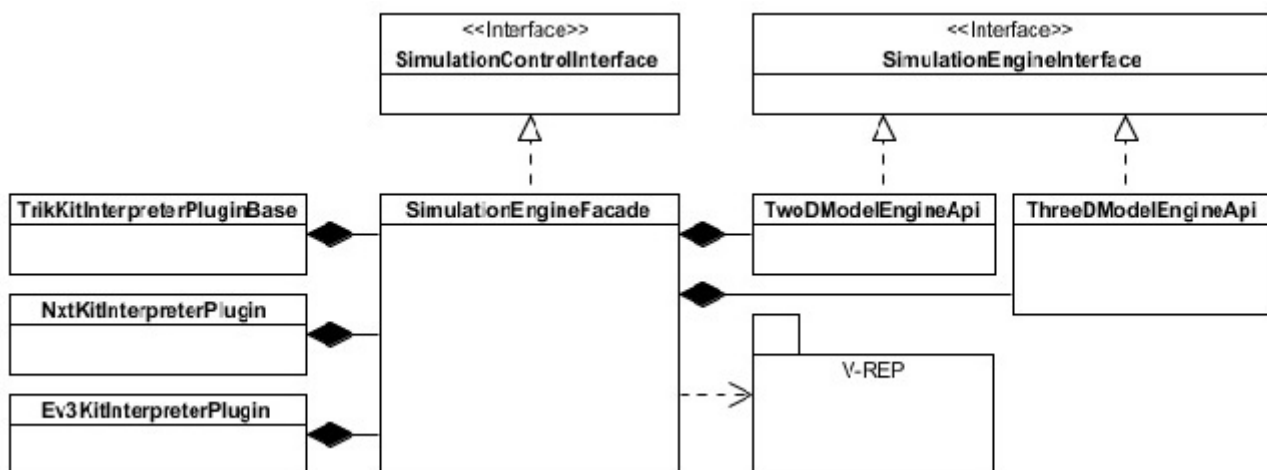 <<Interface>>
SimulationControlInterface
<<Interface>>
SimulationEngineInterface
TrikKitInterpreterPluginBase
SimulationEngineFacade
TwoDModelEngineApi
ThreeDModelEngineApi
NxtKitInterpreterPlugin
V-REP
Ev3KitInterpreterPlugin